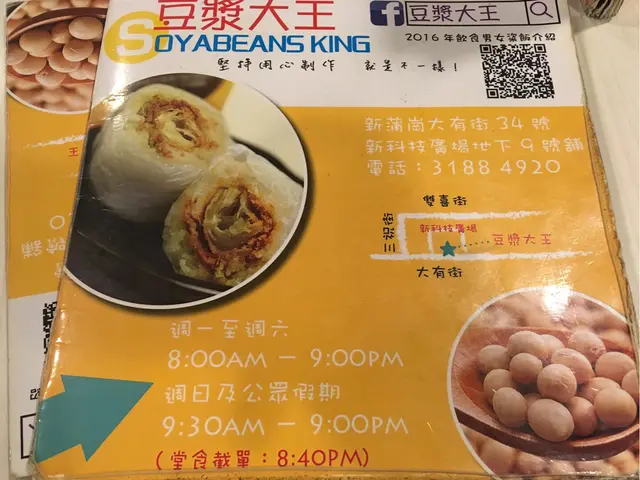 豆漿大王
SOYABEANS KING
豆漿大王
2016 年飲食男女粢飯介紹
堅持用心製作 就是不一樣！
新蒲崗大有街 34 號
新科技廣場地下 9 號舖
電話：3188 4920
雙喜街
三祝街
新科技廣場
豆漿大王
大有街
週一至週六
8:00AM － 9:00PM
週日及公眾假期
9:30AM － 9:00PM
(堂食截單：8:40PM)